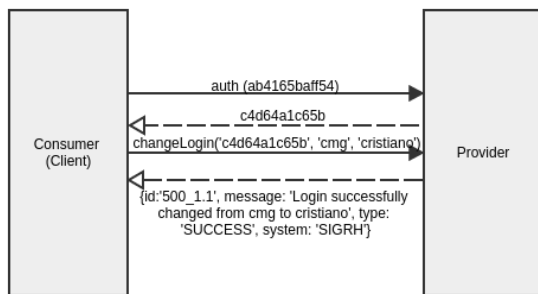 auth (ab4165baff54)
c4d64a1c65b
changeLogin('c4d64a1c65b', 'cmg', 'cristiano')
Consumer
(Client)
Provider
{id:'500_1.1', message: 'Login successfully
changed from cmg to cristiano', type:
'SUCCESS', system: 'SIGRH'}